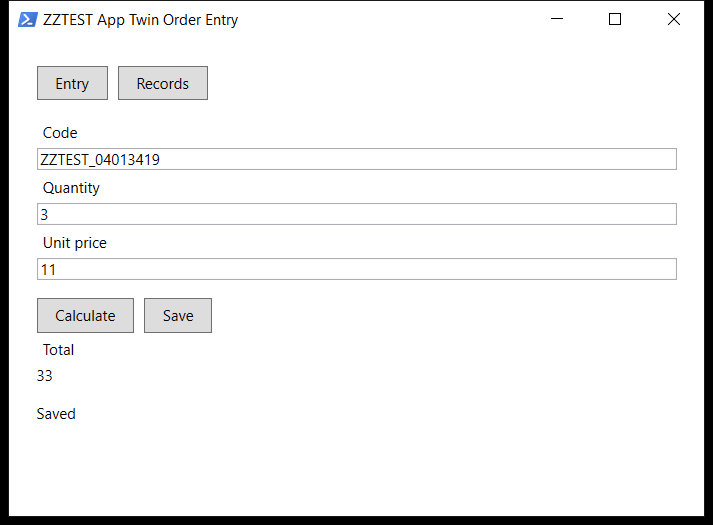 ZZTEST App Twin Order Entry
Entry Records
Code
ZZTEST_04013419
Quantity
3
Unit price
11
Calculate Save
Total
33
Saved